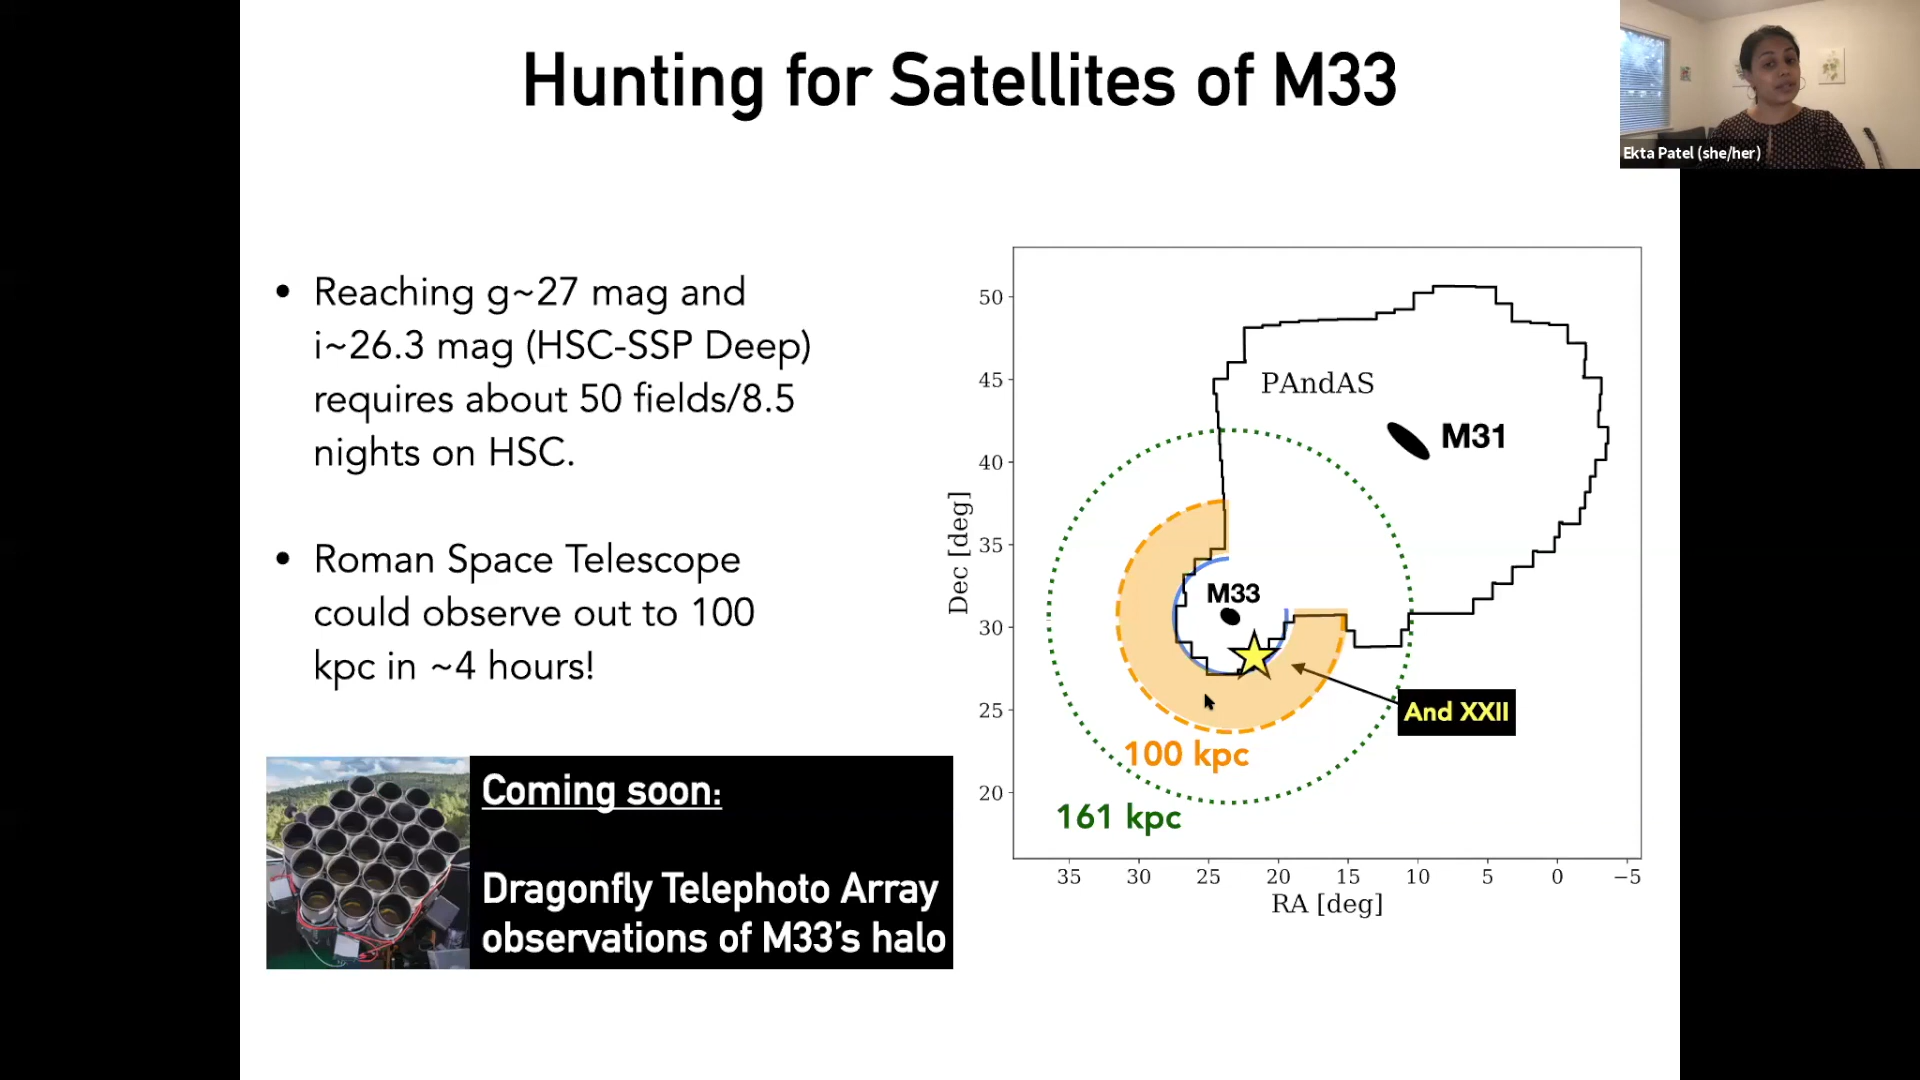 Hunting for Satellites of M33
Ekta Patel (she/her)
• Reaching g~27 mag and
i~26.3 mag (HSC-SSP Deep)
requires about 50 fields/8.5
nights on HSC.
• Roman Space Telescope
could observe out to 100
kpc in ~4 hours!
Coming soon:
Dragonfly Telephoto Array
observations of M33's halo
50
45
40
35
30
25
20
Dec [deg]
PAndAS
M31
M33
And XXII
100 kpc
161 kpc
35 30 25 20 15 10 5 0 −5
RA [deg]